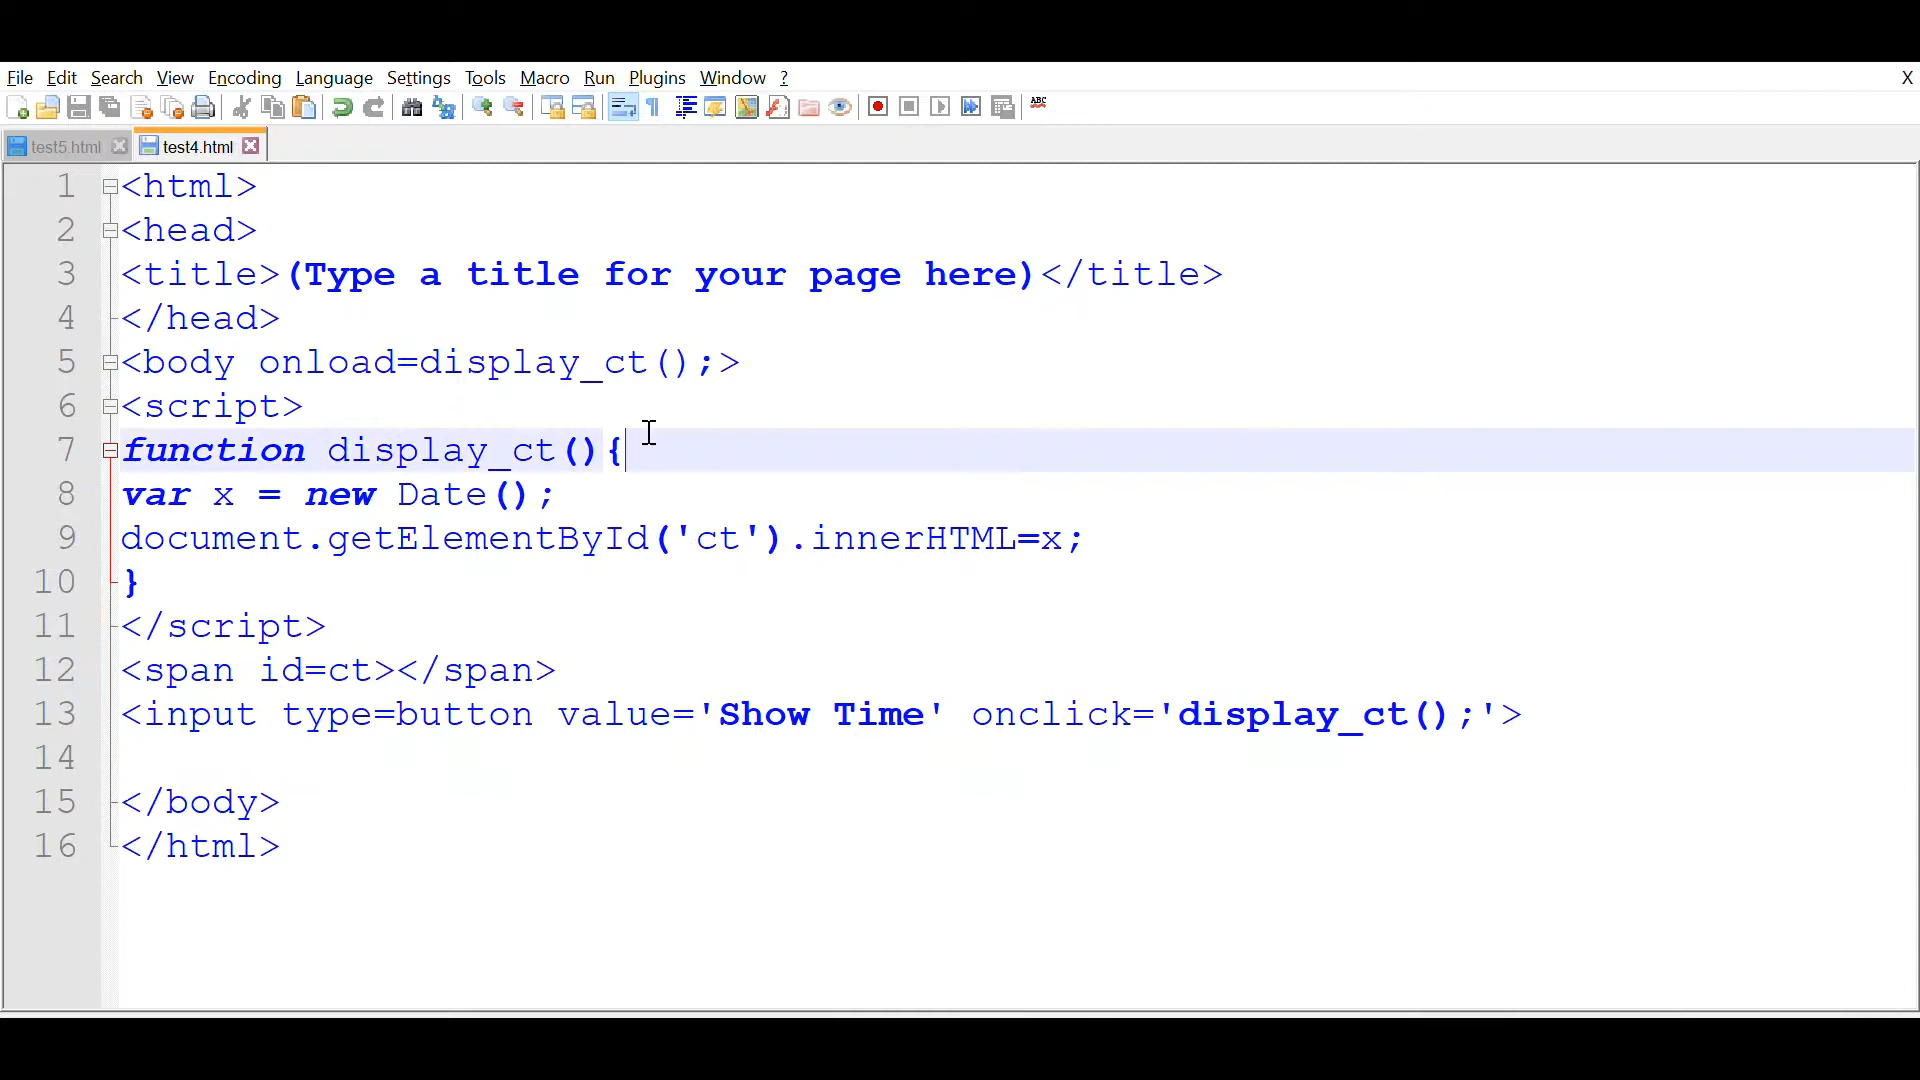 File Edit Search View Encoding Language Settings Tools Macro Run Plugins Window ? X
ABC
test5.html test4.html
1 <html>
2 <head>
3 <title>(Type a title for your page here)</title>
4 </head>
5 <body onload=display_ct();>
6 <script>
7 function display_ct(){
8 var x = new Date();
9 document.getElementById('ct').innerHTML=x;
10 }
11 </script>
12 <span id=ct></span>
13 <input type=button value='Show Time' onclick='display_ct();'>
14
15 </body>
16 </html>